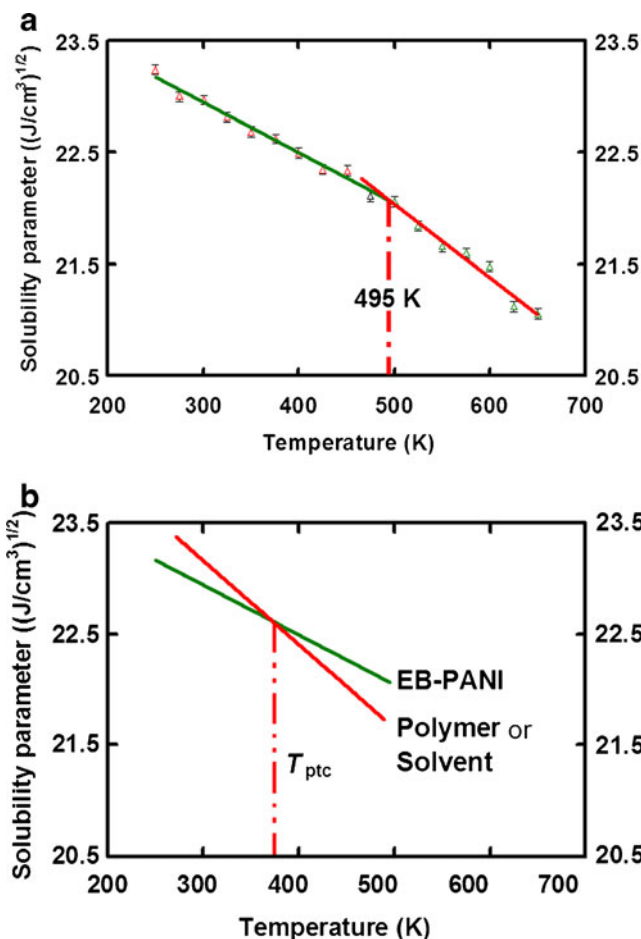 a
23.5 23.5
Solubility parameter ((J/cm³)^1/2)
22.5 22.5
21.5 21.5
495 K
20.5 20.5
200 300 400 500 600 700
Temperature (K)
b
23.5 23.5
Solubility parameter ((J/cm³)^1/2)
22.5 22.5
EB-PANI
Polymer or
Solvent
21.5 21.5
T ptc
20.5 20.5
200 300 400 500 600 700
Temperature (K)